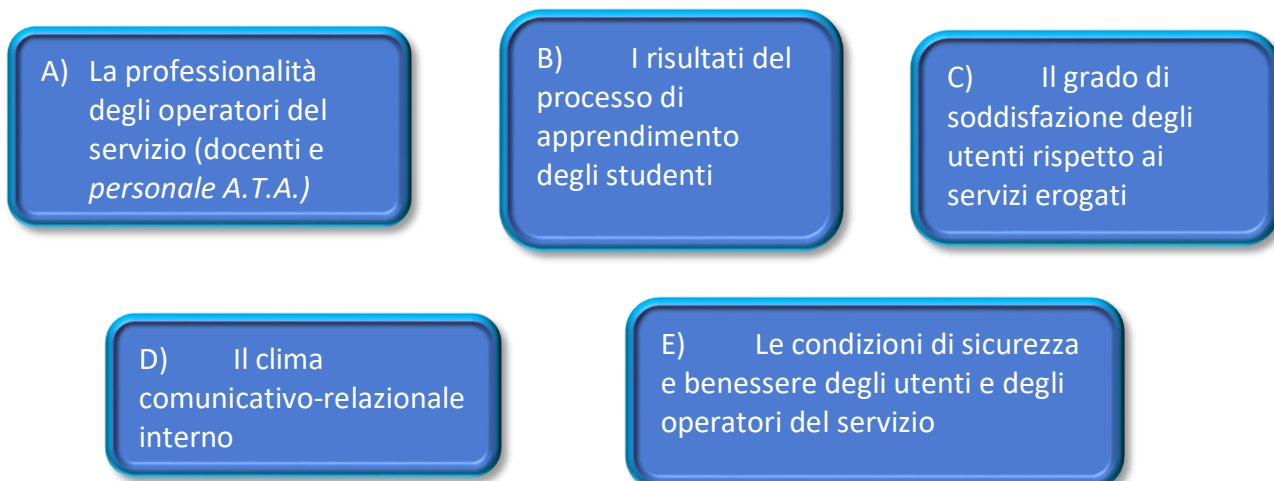 A) La professionalità
degli operatori del
servizio (docenti e
personale A.T.A.)
B) I risultati del
processo di
apprendimento
degli studenti
C) Il grado di
soddisfazione degli
utenti rispetto ai
servizi erogati
D) Il clima
comunicativo-relazionale
interno
E) Le condizioni di sicurezza
e benessere degli utenti e degli
operatori del servizio